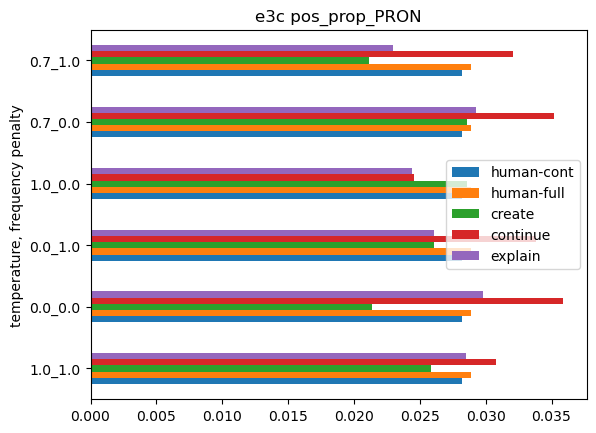 e3c pos_prop_PRON
temperature, frequency penalty
0.7_1.0
0.7_0.0
1.0_0.0
0.0_1.0
0.0_0.0
1.0_1.0
human-cont
human-full
create
continue
explain
0.000 0.005 0.010 0.015 0.020 0.025 0.030 0.035